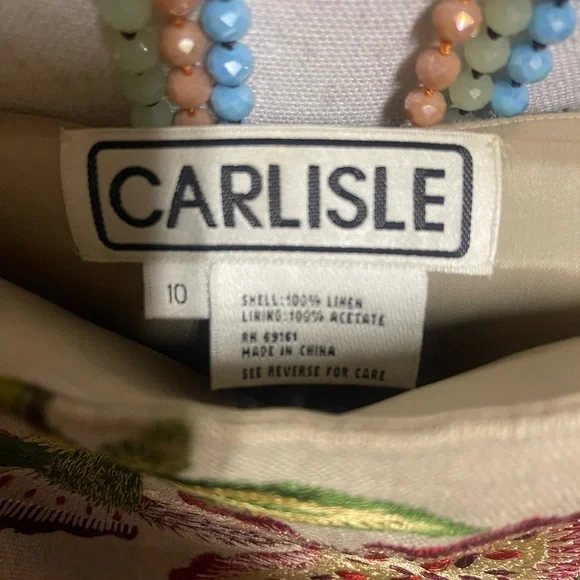 CARLISLE
10
SHELL:100% LINEN
LINING:100% ACETATE
RN 69161
MADE IN CHINA
SEE REVERSE FOR CARE